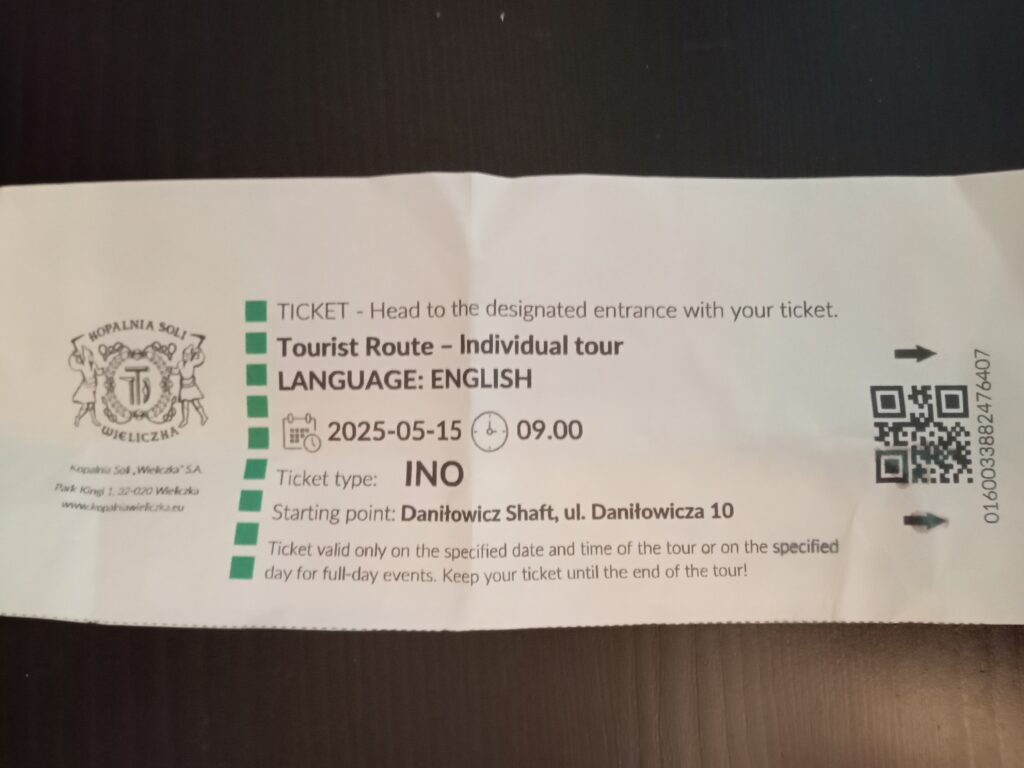 KOPALNIA SOLI
WIELICZKA
Kopalnia Soli „Wieliczka” S.A.
Park Kingi 1, 32-020 Wieliczka
www.kopalniawieliczka.eu
TICKET - Head to the designated entrance with your ticket.
Tourist Route – Individual tour
LANGUAGE: ENGLISH
2025-05-15 09.00
Ticket type: INO
Starting point: Daniłowicz Shaft, ul. Daniłowicza 10
Ticket valid only on the specified date and time of the tour or on the specified
day for full-day events. Keep your ticket until the end of the tour!
0160033882476407